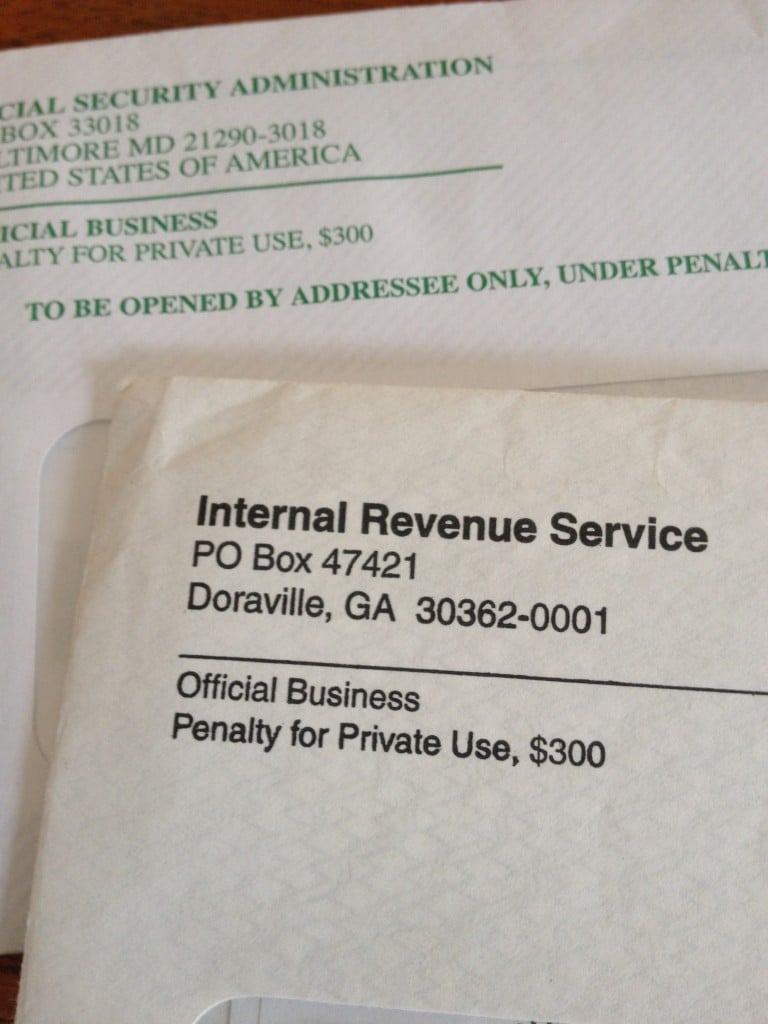 CIAL SECURITY ADMINISTRATION
BOX 33018
LTIMORE MD 21290-3018
TED STATES OF AMERICA
ICIAL BUSINESS
ALTY FOR PRIVATE USE, $300
TO BE OPENED BY ADDRESSEE ONLY, UNDER PENALT
Internal Revenue Service
PO Box 47421
Doraville, GA 30362-0001
Official Business
Penalty for Private Use, $300